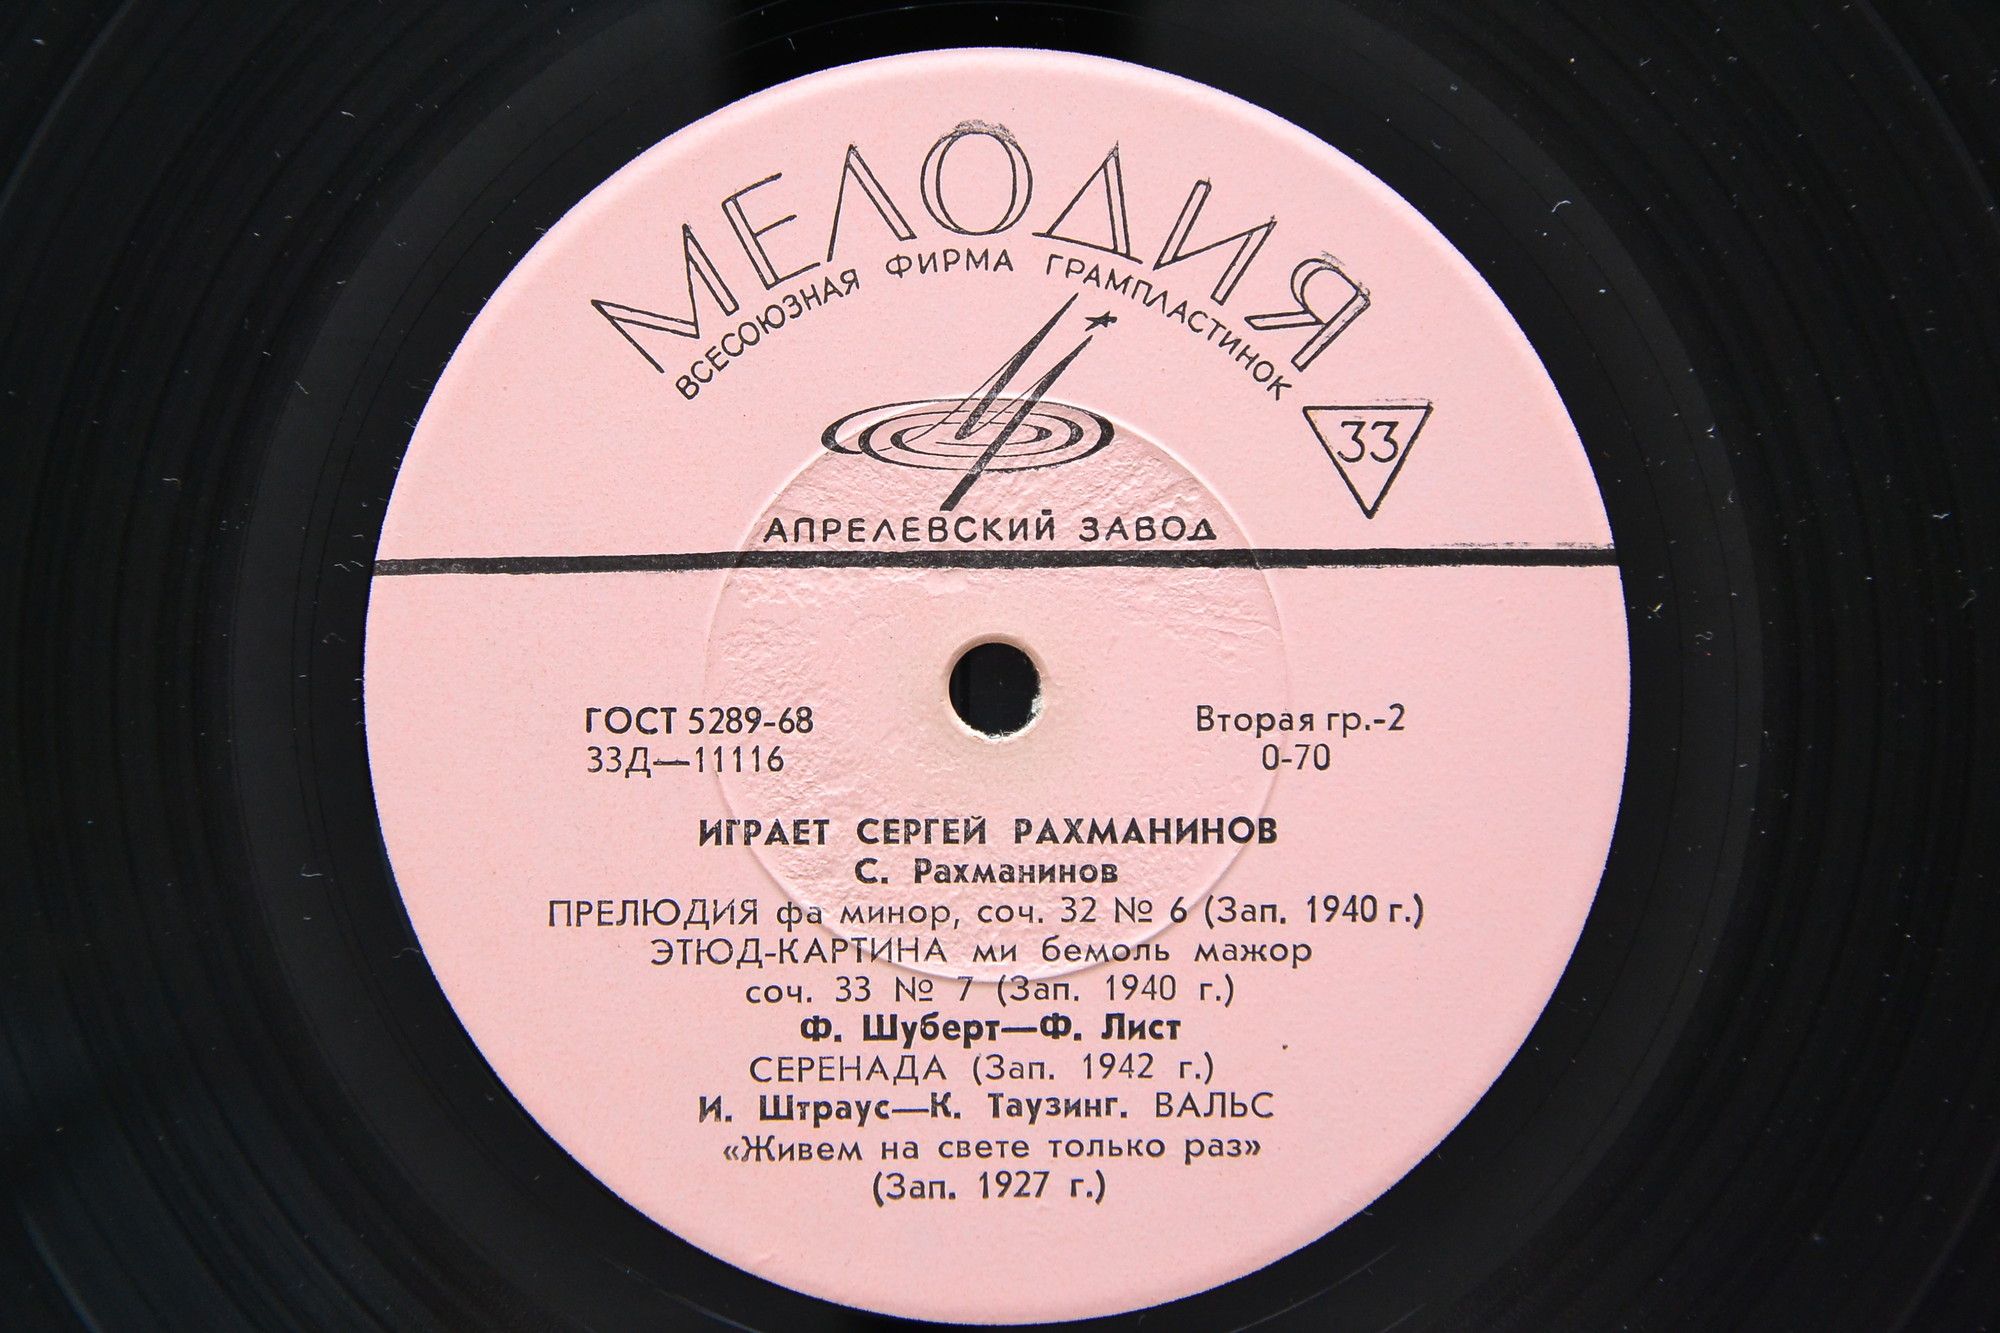 МЕЛОДИЯ
ВСЕСОЮЗНАЯ ФИРМА ГРАМПЛАСТИНОК
33
АПРЕЛЕВСКИЙ ЗАВОД
ГОСТ 5289-68
Вторая гр.-2
33Д—11116
0-70
ИГРАЕТ СЕРГЕЙ РАХМАНИНОВ
С. Рахманинов
ПРЕЛЮДИЯ фа минор, соч. 32 № 6 (Зап. 1940 г.)
ЭТЮД-КАРТИНА ми бемоль мажор
соч. 33 № 7 (Зап. 1940 г.)
Ф. Шуберт—Ф. Лист
СЕРЕНАДА (Зап. 1942 г.)
И. Штраус—К. Таузинг. ВАЛЬС
«Живем на свете только раз»
(Зап. 1927 г.)